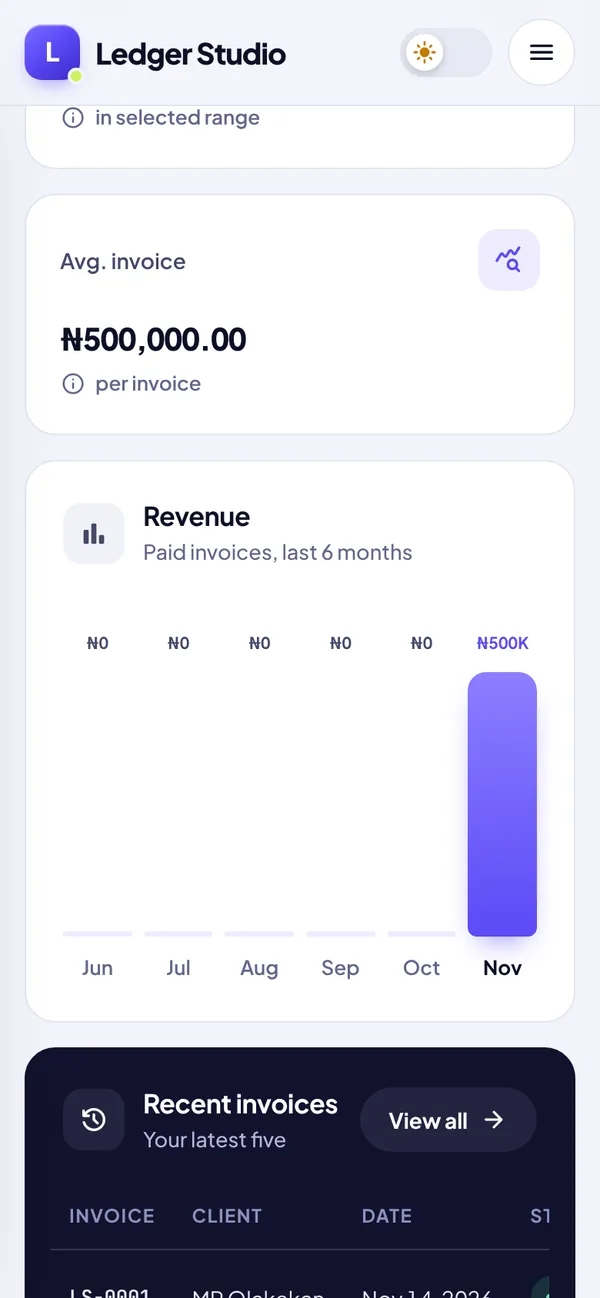 L
Ledger Studio
in selected range
Avg. invoice
₦500,000.00
per invoice
Revenue
Paid invoices, last 6 months
₦0 ₦0 ₦0 ₦0 ₦0 ₦500K
Jun Jul Aug Sep Oct Nov
Recent invoices
Your latest five
View all
INVOICE CLIENT DATE